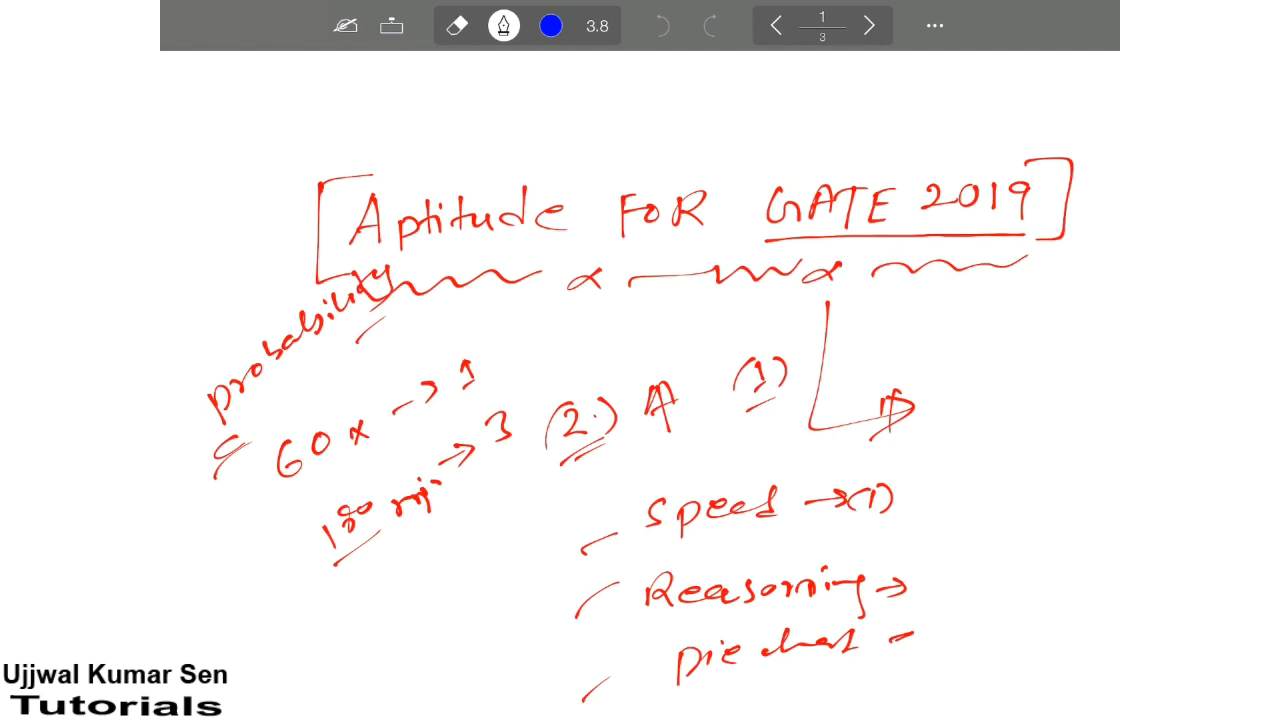 3.8
1
3
Aptitude FOR GATE 2019
probability
60 x → 1
180 min → 3 (2.) A (1)
Speed → (1)
Reasoning →
Pie chart
Ujjwal Kumar Sen
Tutorials